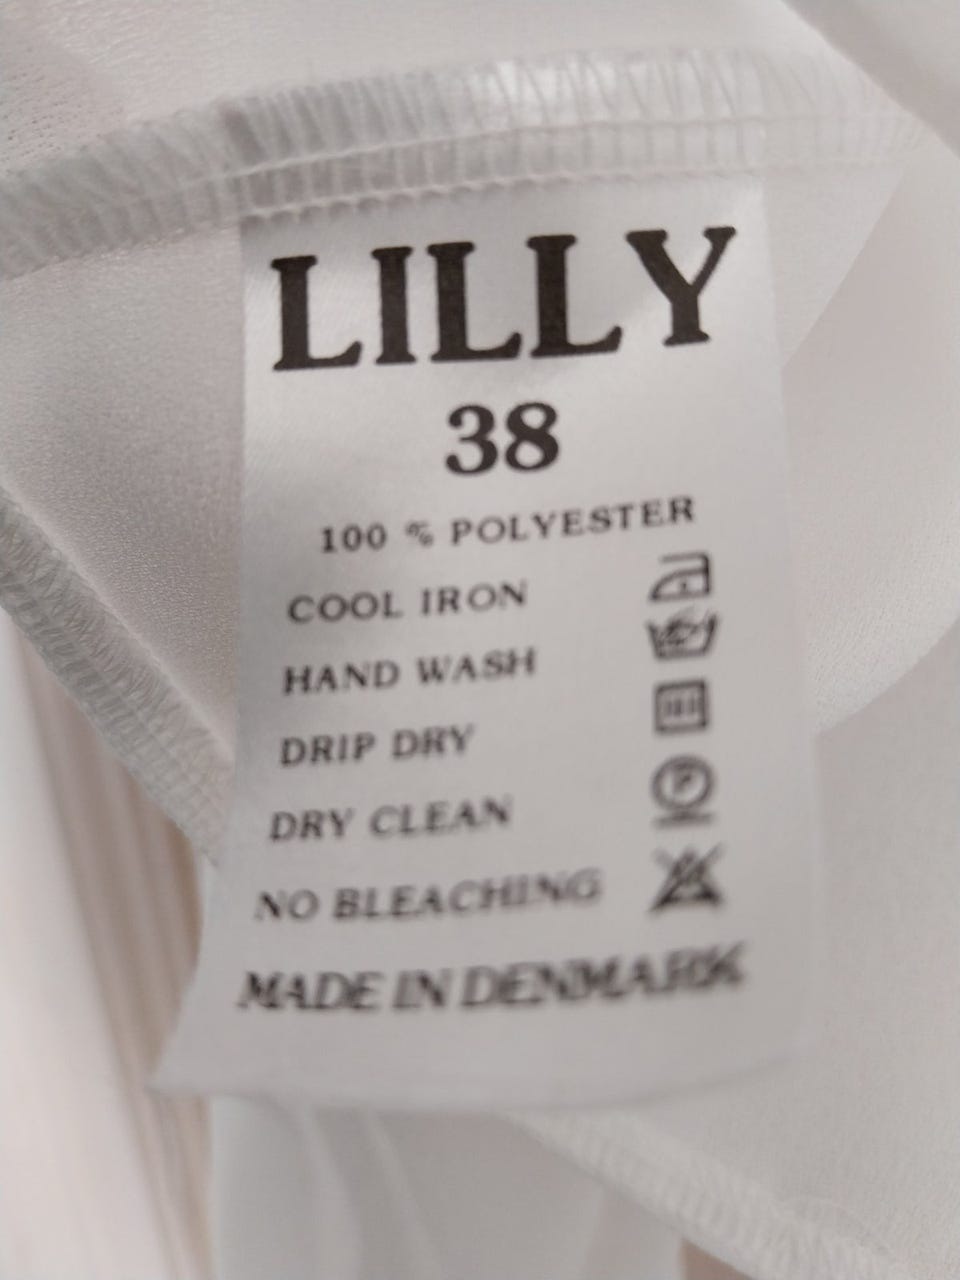 LILLY
38
100 % POLYESTER
COOL IRON
HAND WASH
DRIP DRY
DRY CLEAN P
NO BLEACHING
MADE IN DENMARK